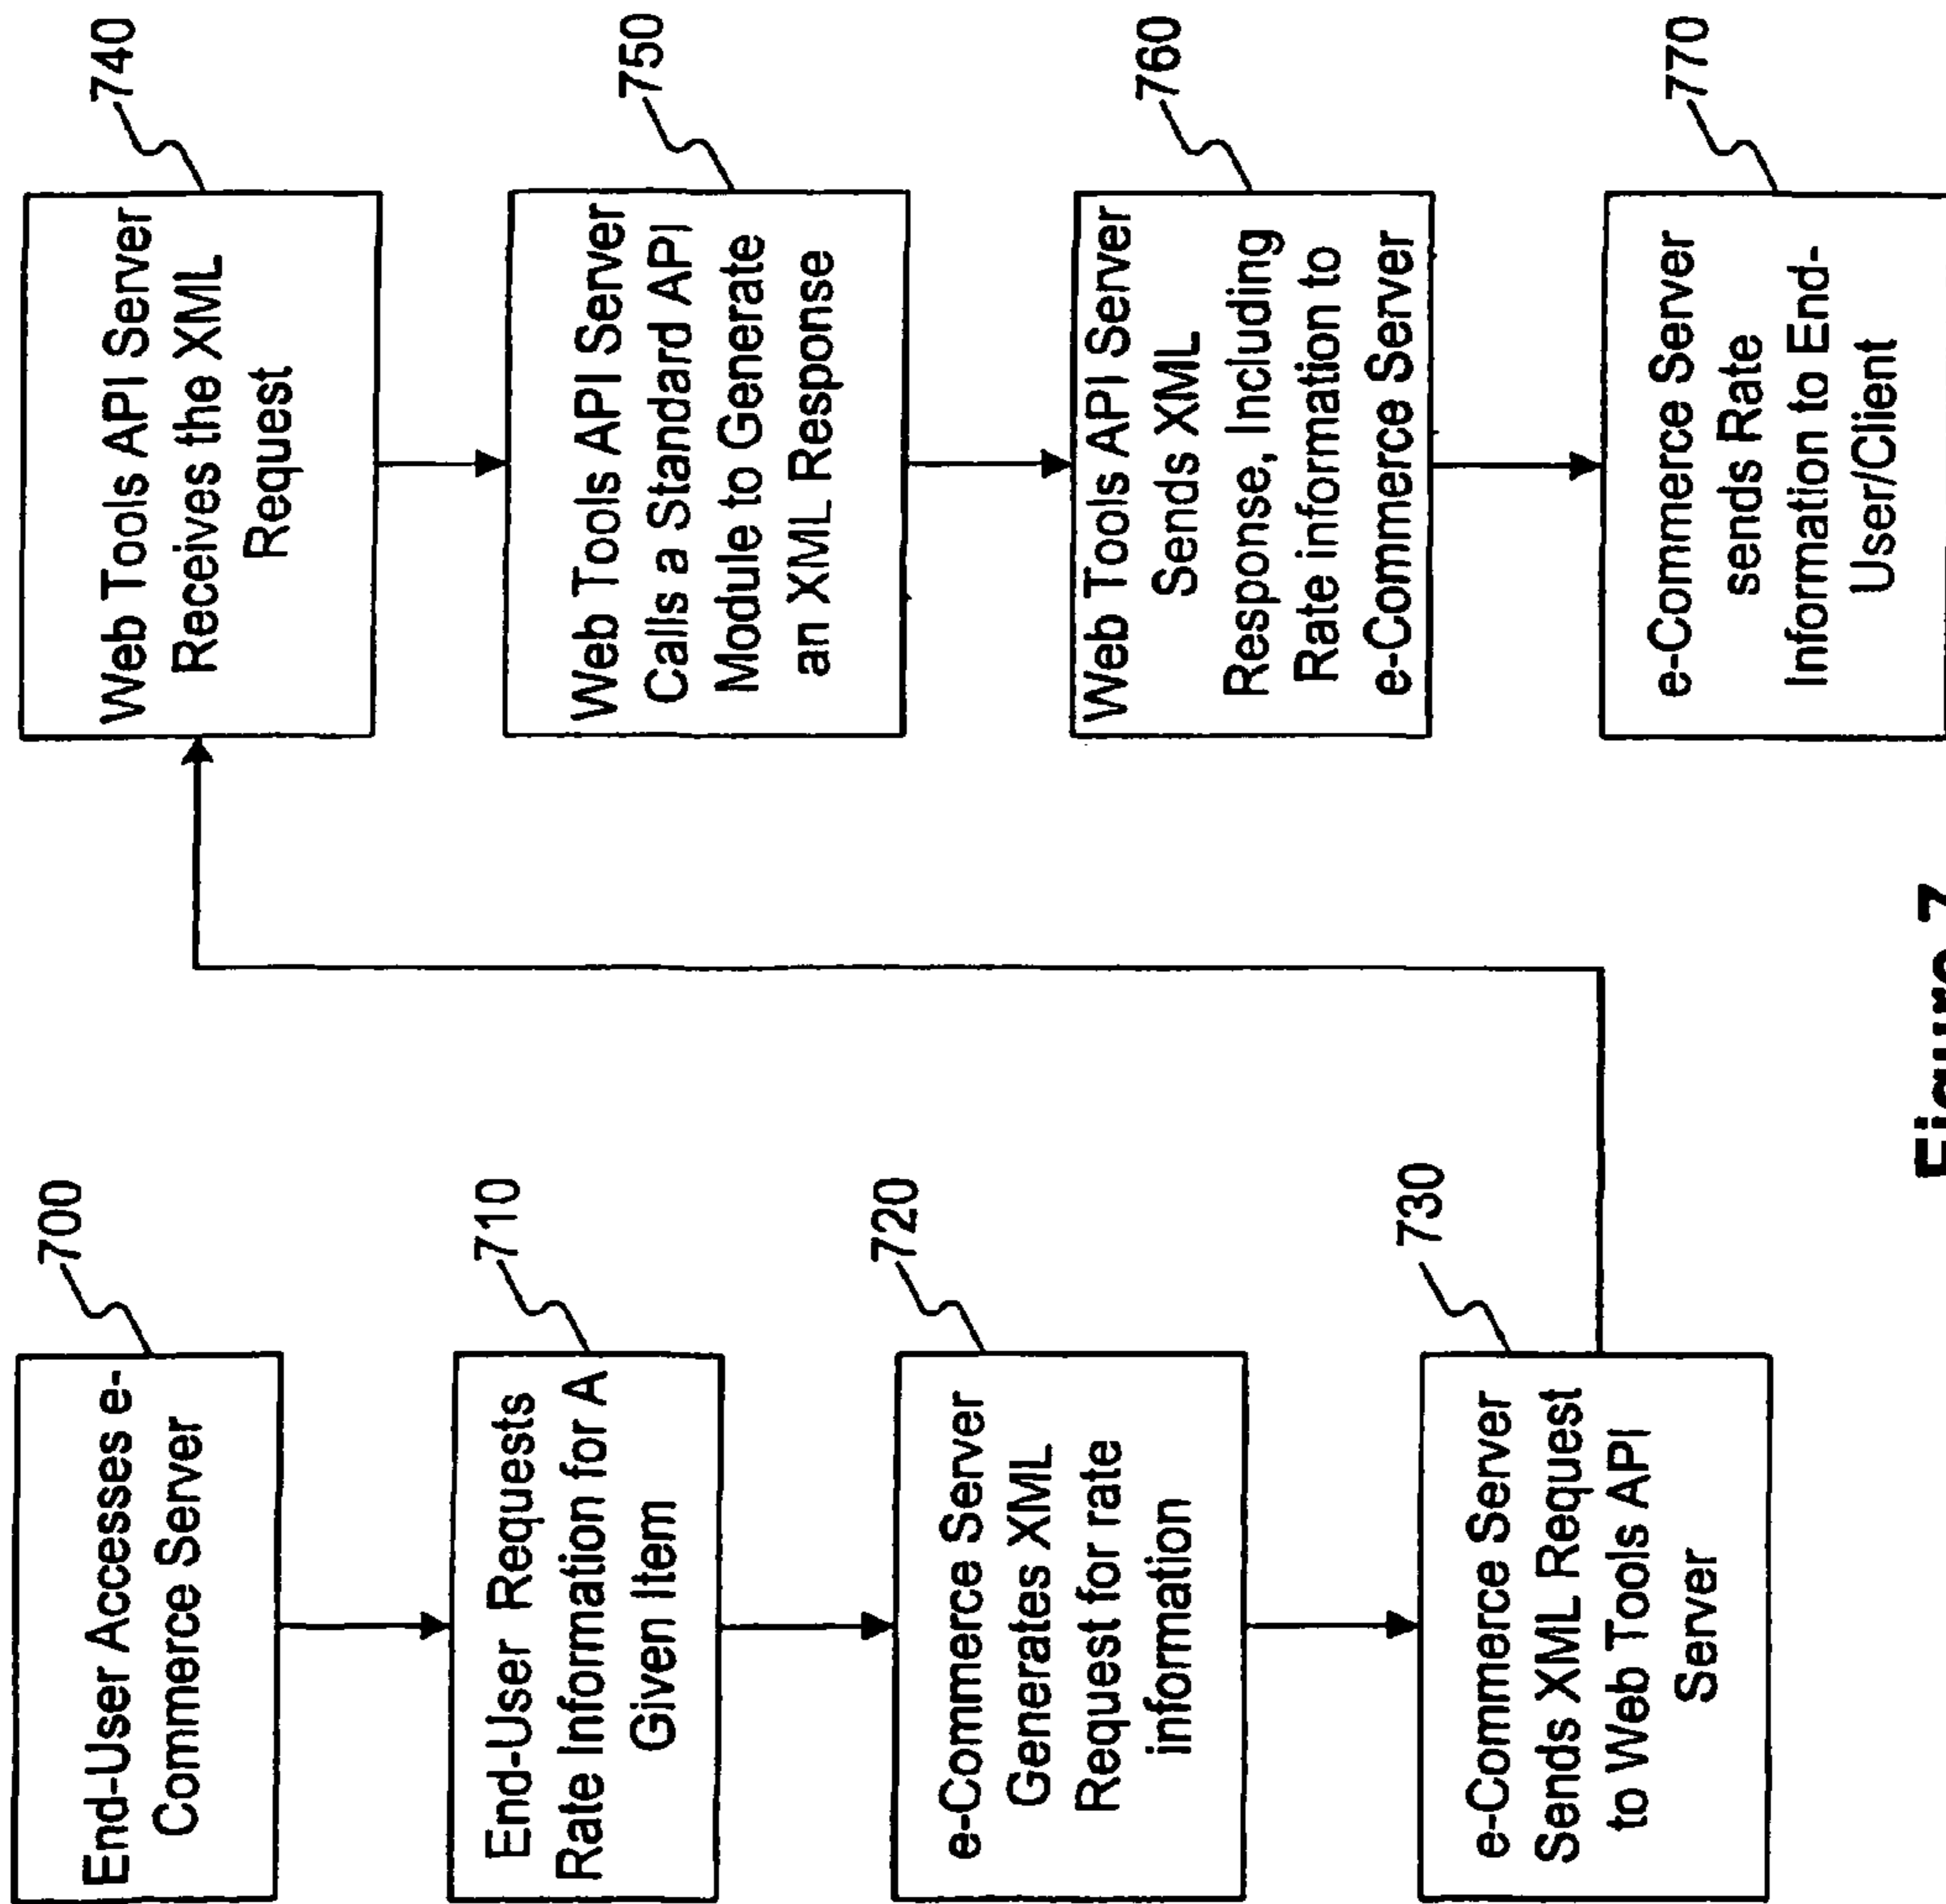 700
End-User Accesses e-
Commerce Server
710
End-User Requests
Rate Information for A
Given Item
720
e-Commerce Server
Generates XML
Request for rate
information
730
e-Commerce Server
Sends XML Request
to Web Tools API
Server
740
Web Tools API Server
Receives the XML
Request
750
Web Tools API Server
Calls a Standard API
Module to Generate
an XML Response
760
Web Tools API Server
Sends XML
Response, Including
Rate information to
e-Commerce Server
770
e-Commerce Server
sends Rate
Information to End-
User/Client
Figure 7